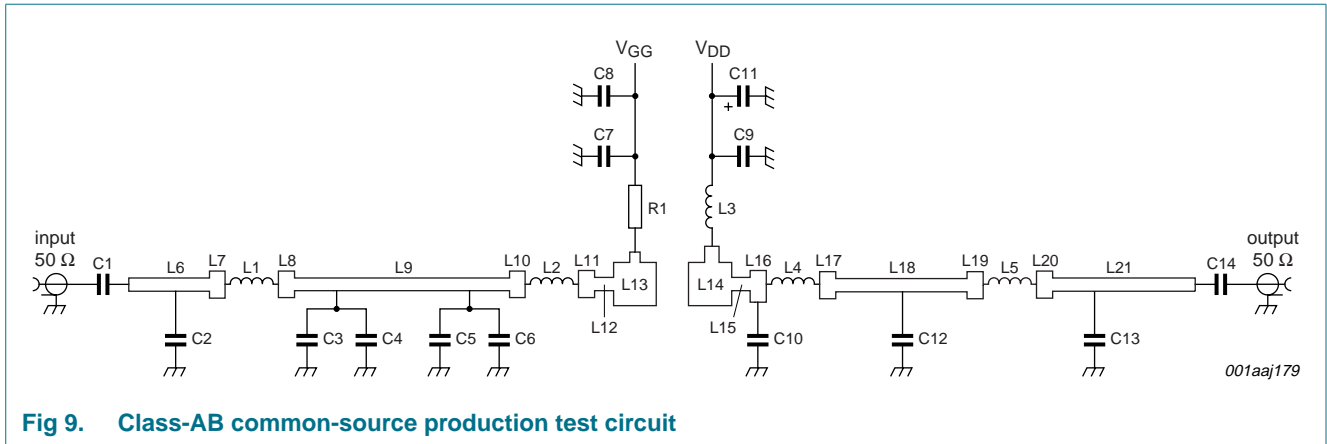 VGG VDD
C8 C11
+
C7 C9
R1 L3
input
50 Ω
output
50 Ω
C1 L6 L7 L1 L8 L9 L10 L2 L11 L13 L14 L16 L4 L17 L18 L19 L5 L20 L21 C14
L12 L15
C2 C3 C4 C5 C6 C10 C12 C13
001aaj179
Fig 9. Class-AB common-source production test circuit